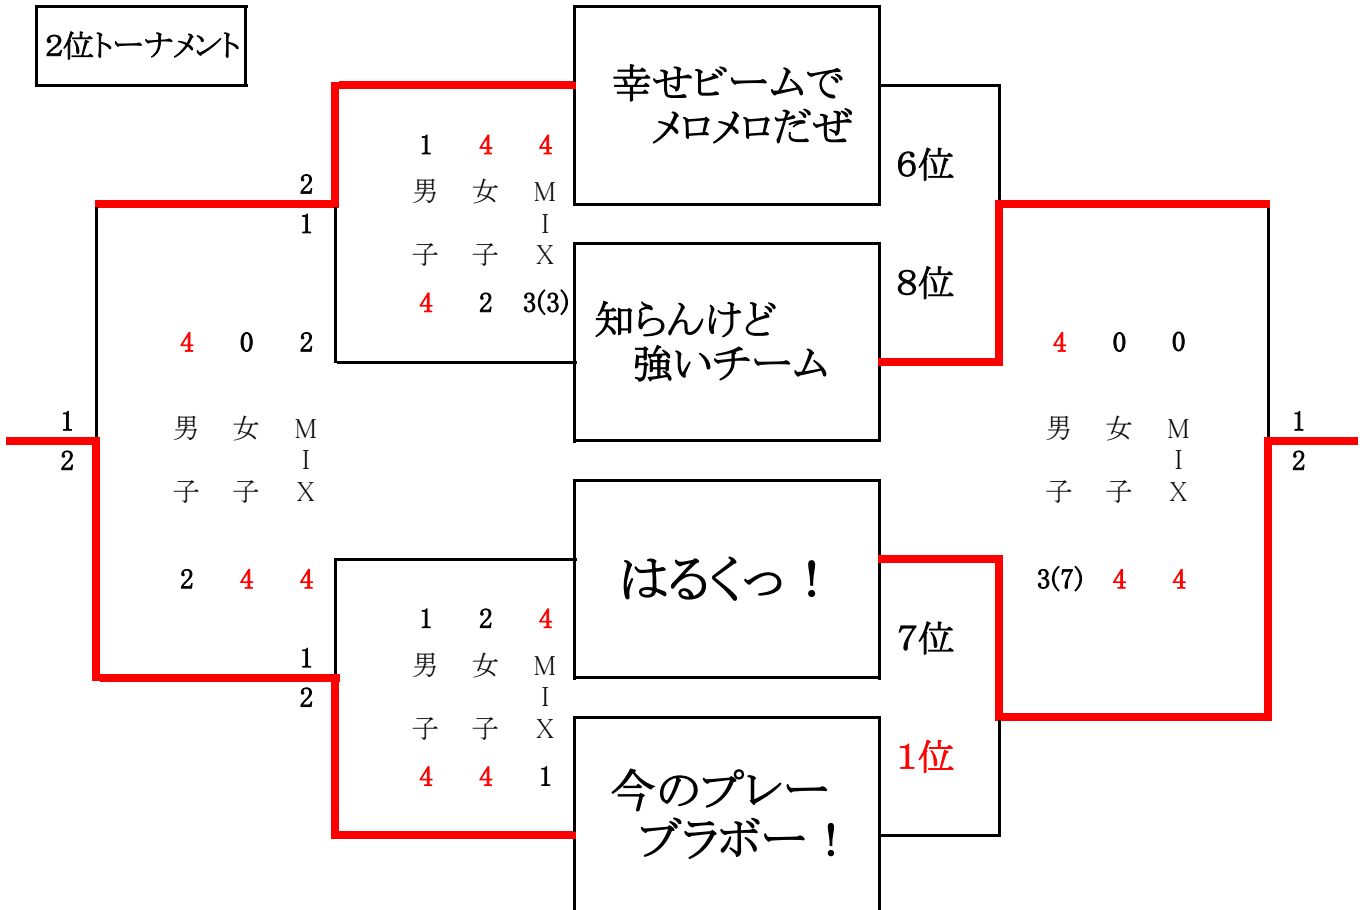 2位トーナメント
幸せビームで
メロメロだぜ
1 4 4
男子 女子 MIX
4 2 3(3)
2
1
6位
8位
知らんけど
強いチーム
4 0 2
男子 女子 MIX
2 4 4
1
2
4 0 0
男子 女子 MIX
3(7) 4 4
1
2
はるくっ！
1 2 4
男子 女子 MIX
4 4 1
1
2
7位
1位
今のプレー
ブラボー！